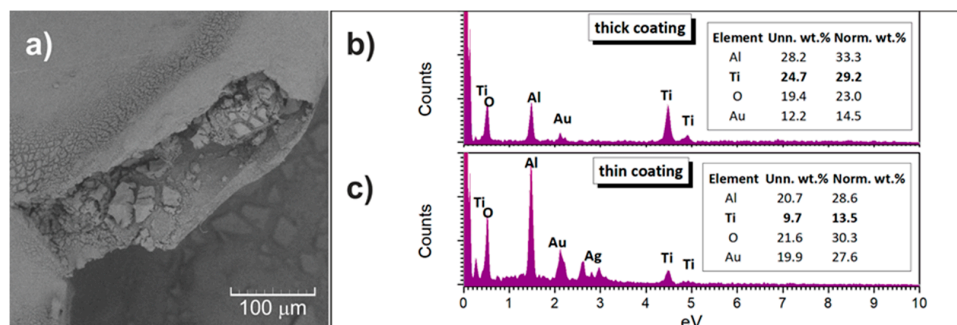 a)
100 µm
b)
thick coating
Counts
Ti
O
Al
Au
Ti
Ti
Element Unn. wt.% Norm. wt.%
Al 28.2 33.3
Ti 24.7 29.2
O 19.4 23.0
Au 12.2 14.5
c)
thin coating
Counts
Ti
O
Al
Au
Ag
Ti
Ti
Element Unn. wt.% Norm. wt.%
Al 20.7 28.6
Ti 9.7 13.5
O 21.6 30.3
Au 19.9 27.6
0 1 2 3 4 5 6 7 8 9 10
eV